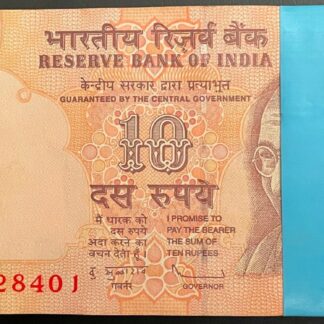 भारतीय रिज़र्व बैंक
RESERVE BANK OF INDIA
केन्द्रीय सरकार द्वारा प्रत्याभूत
GUARANTEED BY THE CENTRAL GOVERNMENT
10
दस रुपये
मैं धारक को
दस रुपये
अदा करने का
वचन देता हूँ।
गवर्नर
I PROMISE TO
PAY THE BEARER
THE SUM OF
TEN RUPEES
GOVERNOR
28401